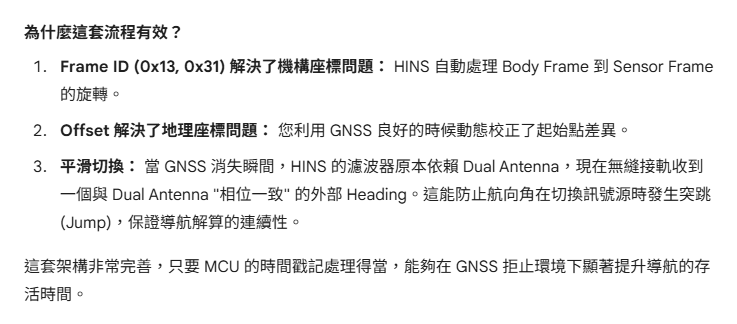 為什麼這套流程有效？
1. Frame ID (0x13, 0x31) 解決了機構座標問題： HINS 自動處理 Body Frame 到 Sensor Frame
的旋轉。
2. Offset 解決了地理座標問題： 您利用 GNSS 良好的時候動態校正了起始點差異。
3. 平滑切換： 當 GNSS 消失瞬間，HINS 的濾波器原本依賴 Dual Antenna，現在無縫接軌收到
一個與 Dual Antenna "相位一致" 的外部 Heading。這能防止航向角在切換訊號源時發生突跳
(Jump)，保證導航解算的連續性。
這套架構非常完善，只要 MCU 的時間戳記處理得當，能夠在 GNSS 拒止環境下顯著提升導航的存
活時間。